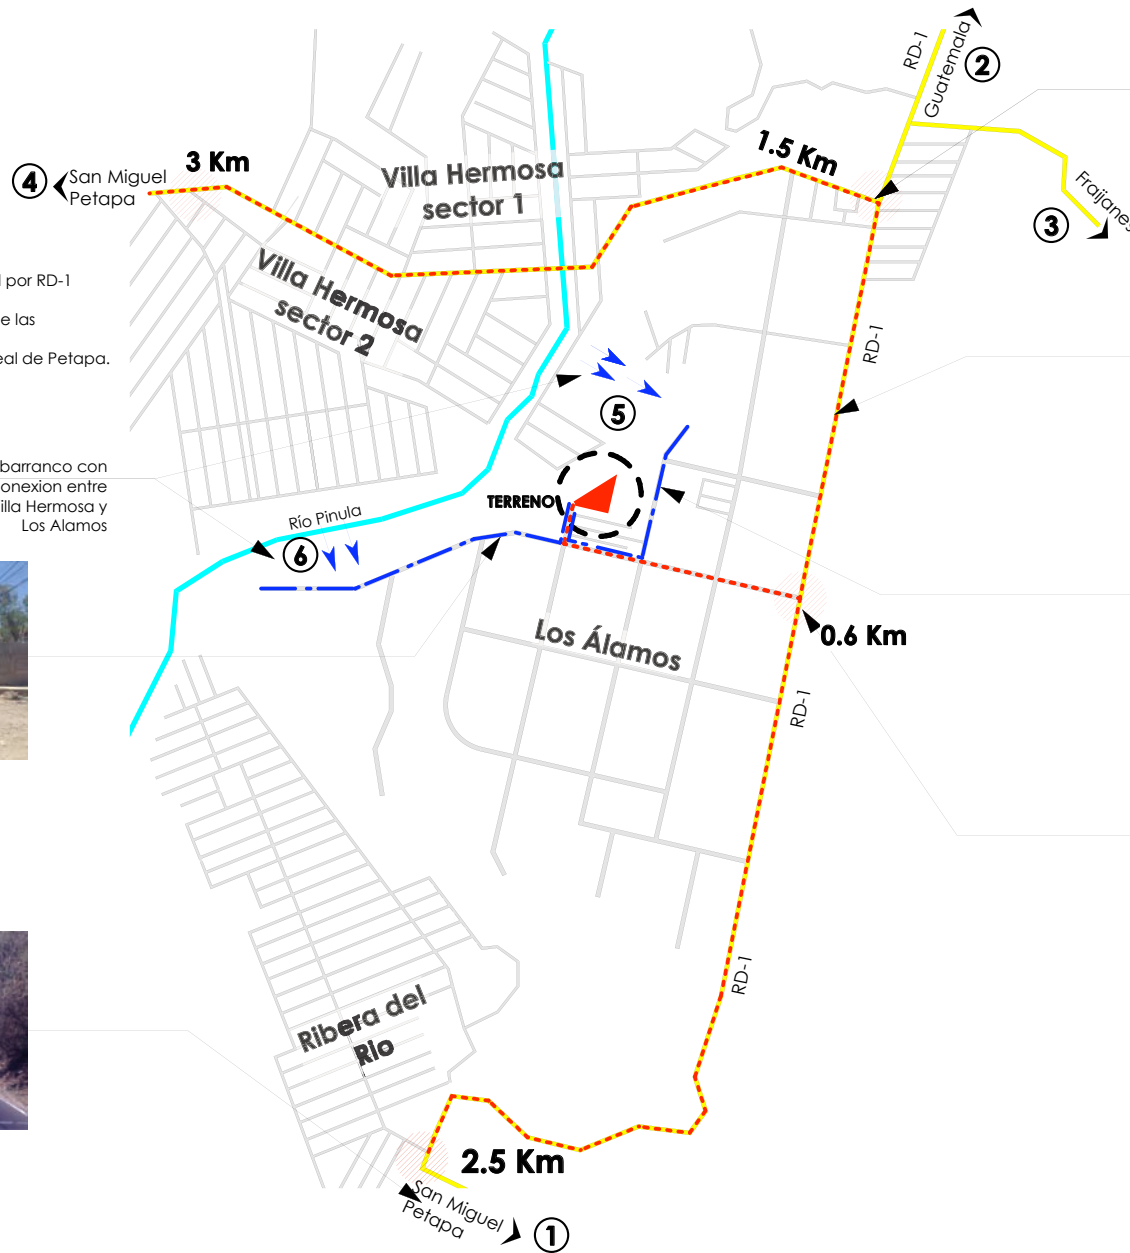 RD-1
Guatemala
2
1.5 Km
3 Km
4
San Miguel
Petapa
Villa Hermosa
sector 1
Fraijanes
3
Villa Hermosa
sector 2
por RD-1
e las
eal de Petapa.
RD-1
5
barranco con
onexion entre
illa Hermosa y
Los Alamos
TERRENO
Río Pinula
6
Los Álamos
0.6 Km
RD-1
RD-1
Ribera del
Rio
2.5 Km
San Miguel
Petapa
1